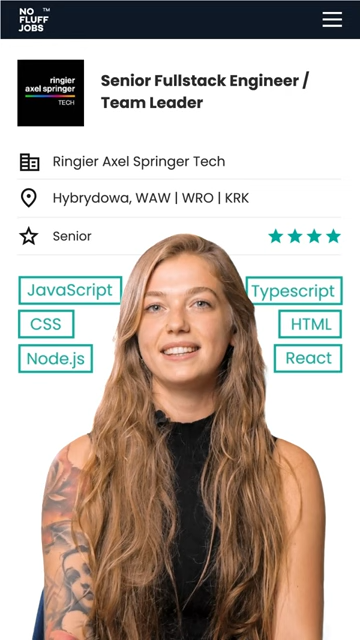 NO
FLUFF
JOBS
TM
ringier
axel springer
TECH
Senior Fullstack Engineer /
Team Leader
Ringier Axel Springer Tech
Hybrydowa, WAW | WRO | KRK
Senior
JavaScript
Typescript
CSS
HTML
Node.js
React